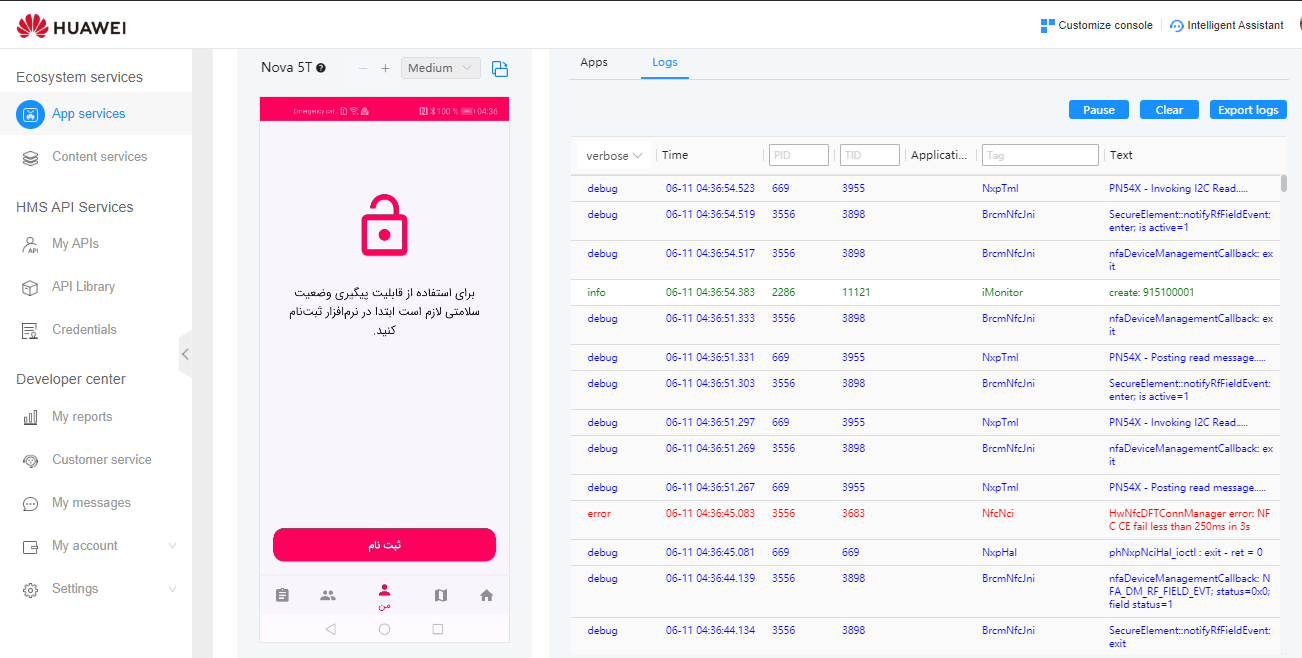 HUAWEI
Customize console
Intelligent Assistant
Ecosystem services
App services
Content services
HMS API Services
My APIs
API Library
Credentials
Developer center
My reports
Customer service
My messages
My account
Settings
Nova 5T
Medium
Emergency cal
100 %
04:36
برای استفاده از قابلیت پیگیری وضعیت
سلامتی لازم است ابتدا در نرم‌افزار ثبت‌نام
کنید.
ثبت نام
من
Apps
Logs
Pause
Clear
Export logs
verbose
Time
PID
TID
Applicati...
Tag
Text
debug 06-11 04:36:54.523 669 3955 NxpTml PN54X - Invoking I2C Read.....
debug 06-11 04:36:54.519 3556 3898 BrcmNfcJni SecureElement::notifyRfFieldEvent:
enter; is active=1
debug 06-11 04:36:54.517 3556 3898 BrcmNfcJni nfaDeviceManagementCallback: ex
it
info 06-11 04:36:54.383 2286 11121 iMonitor create: 915100001
debug 06-11 04:36:51.333 3556 3898 BrcmNfcJni nfaDeviceManagementCallback: ex
it
debug 06-11 04:36:51.331 669 3955 NxpTml PN54X - Posting read message.....
debug 06-11 04:36:51.303 3556 3898 BrcmNfcJni SecureElement::notifyRfFieldEvent:
enter; is active=1
debug 06-11 04:36:51.297 669 3955 NxpTml PN54X - Invoking I2C Read.....
debug 06-11 04:36:51.269 3556 3898 BrcmNfcJni nfaDeviceManagementCallback: ex
it
debug 06-11 04:36:51.267 669 3955 NxpTml PN54X - Posting read message.....
error 06-11 04:36:45.083 3556 3683 NfcNci HwNfcDFTConnManager error: NF
C CE fail less than 250ms in 3s
debug 06-11 04:36:45.081 669 669 NxpHal phNxpNciHal_ioctl : exit - ret = 0
debug 06-11 04:36:44.139 3556 3898 BrcmNfcJni nfaDeviceManagementCallback: N
FA_DM_RF_FIELD_EVT; status=0x0;
field status=1
debug 06-11 04:36:44.134 3556 3898 BrcmNfcJni SecureElement::notifyRfFieldEvent:
exit